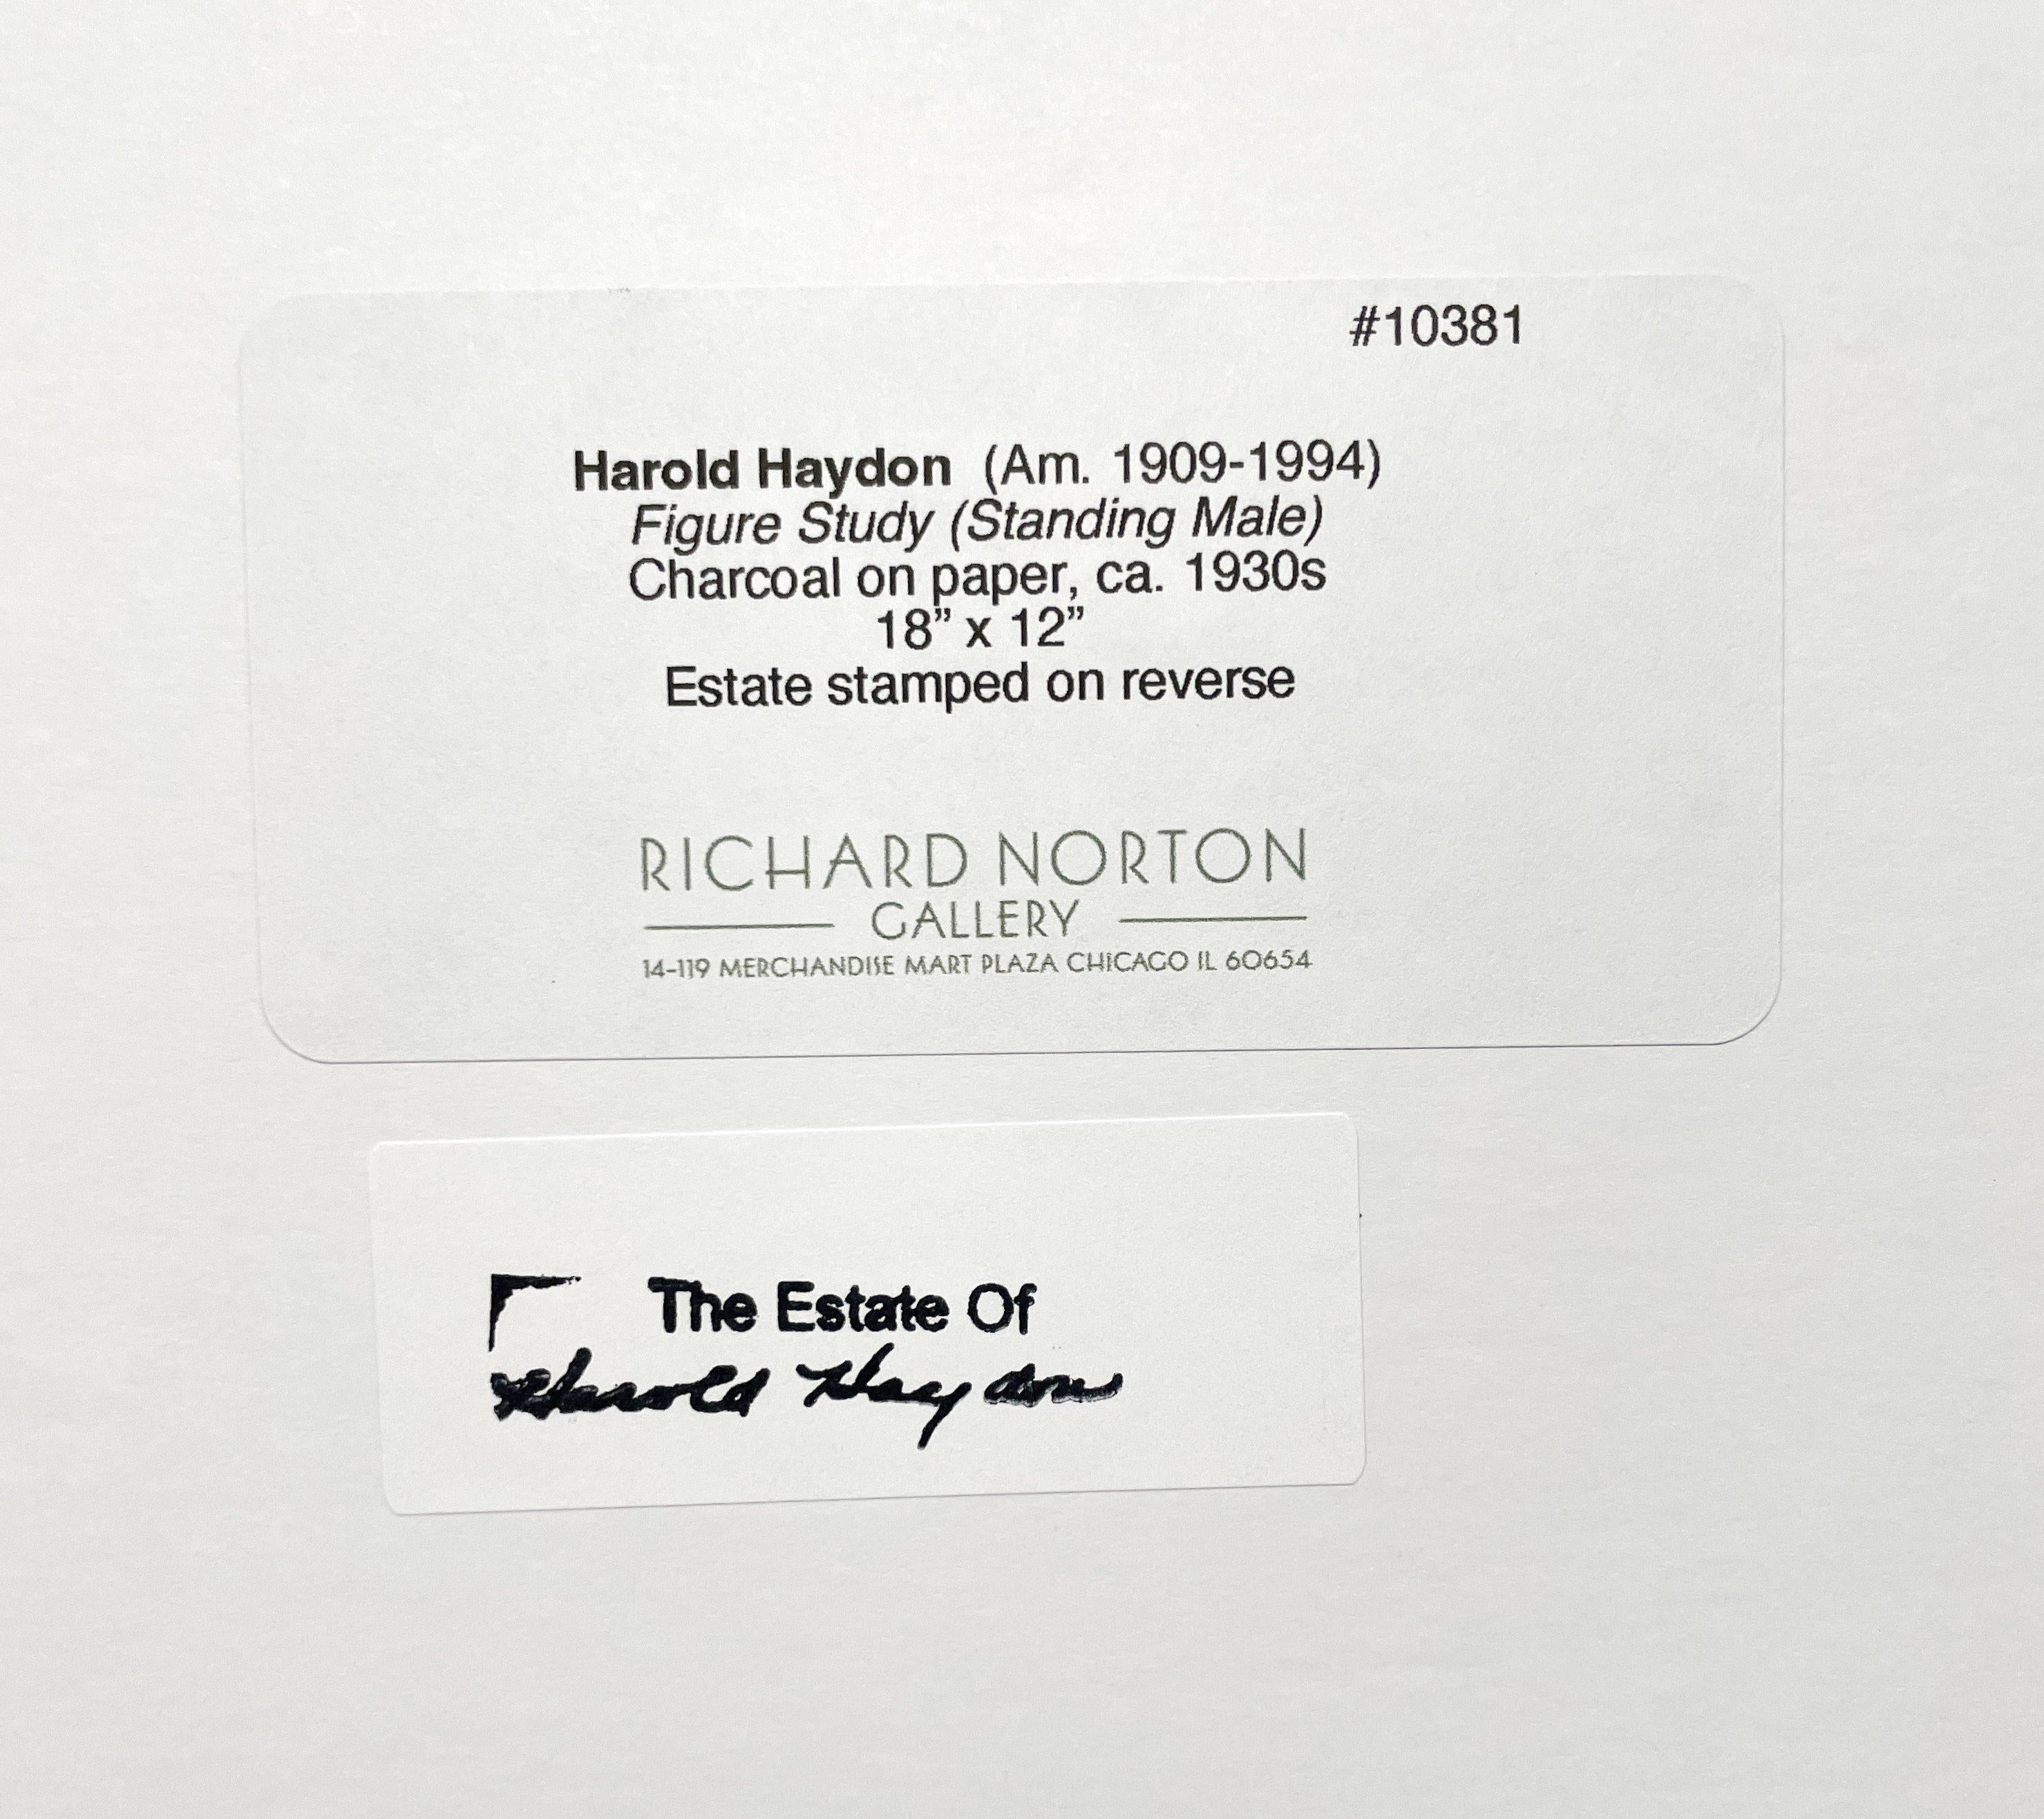 #10381
Harold Haydon (Am. 1909-1994)
Figure Study (Standing Male)
Charcoal on paper, ca. 1930s
18” x 12”
Estate stamped on reverse
RICHARD NORTON
GALLERY
14-119 MERCHANDISE MART PLAZA CHICAGO IL 60654
The Estate Of
Harold Haydon